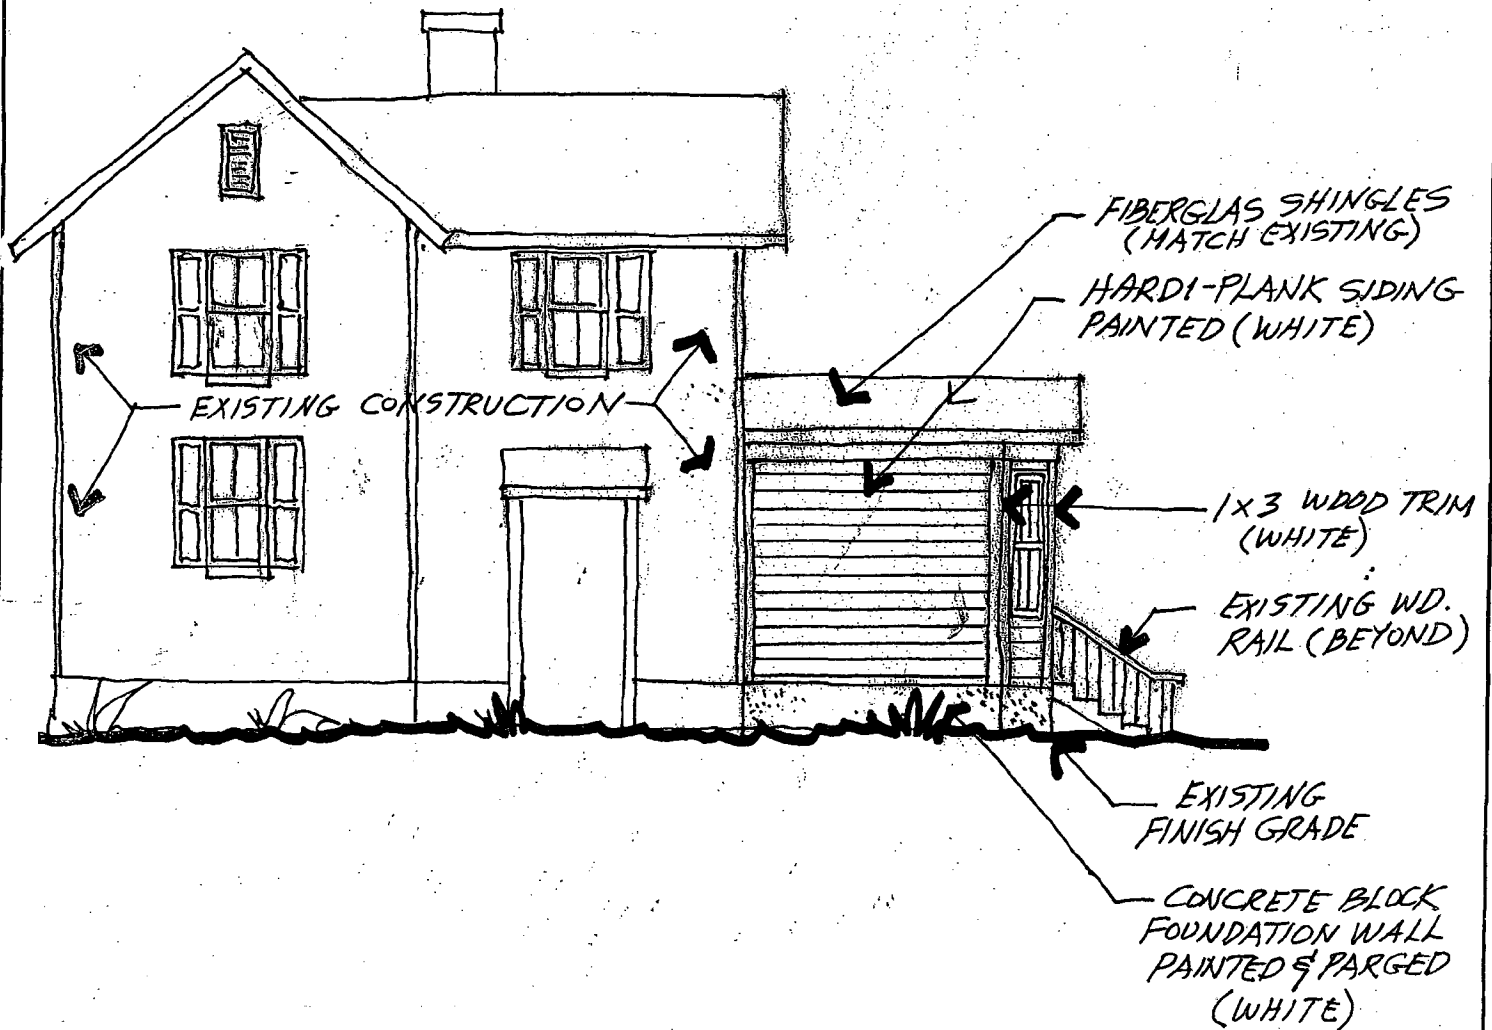 FIBERGLAS SHINGLES
(MATCH EXISTING)
HARDI-PLANK SIDING
PAINTED (WHITE)
EXISTING CONSTRUCTION
1x3 WOOD TRIM
(WHITE)
EXISTING WD.
RAIL (BEYOND)
EXISTING
FINISH GRADE
CONCRETE BLOCK
FOUNDATION WALL
PAINTED & PARGED
(WHITE)